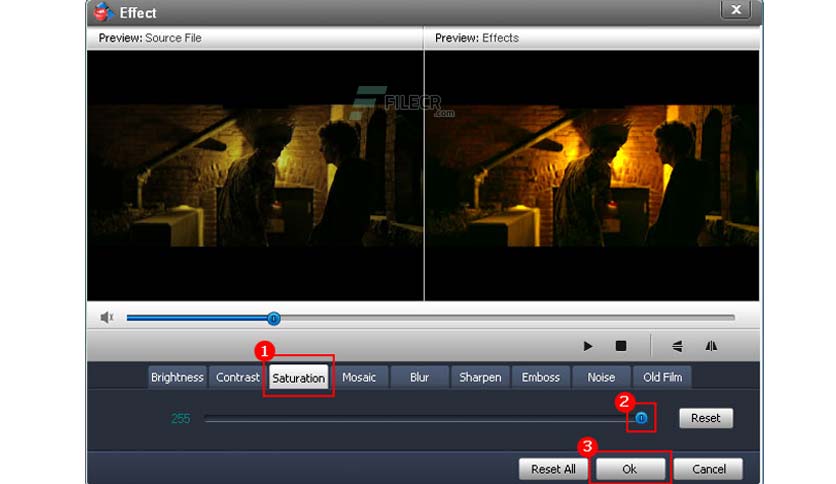 Effect
X
Preview: Source File
Preview: Effects
FILECR
.com
1
Brightness
Contrast
Saturation
Mosaic
Blur
Sharpen
Emboss
Noise
Old Film
2
255
Reset
3
Reset All
Ok
Cancel